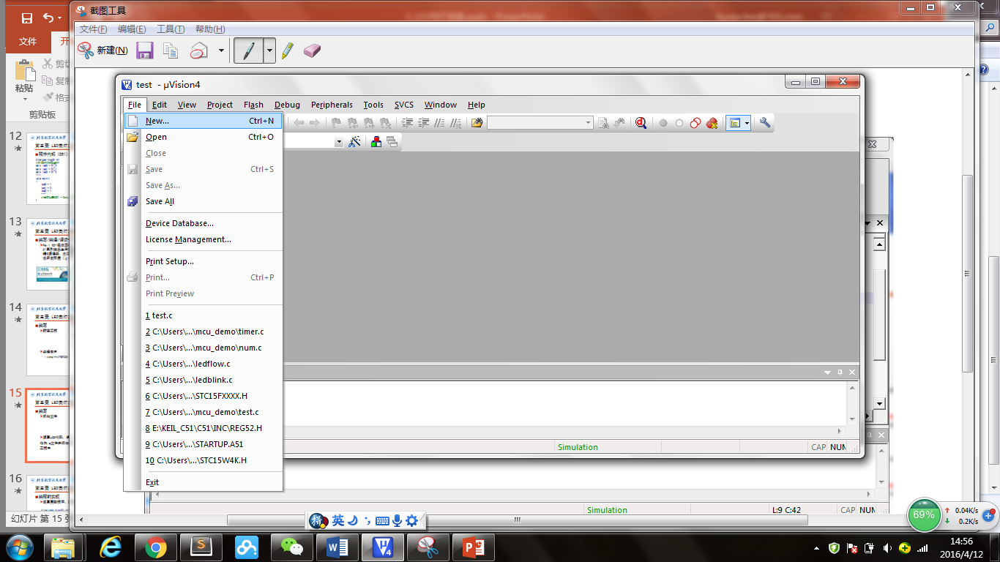 截图工具
文件(F) 编辑(E) 工具(T) 帮助(H)
新建(N)
文件
开
粘贴
剪切
复制
格式
剪贴板
12
13
14
15
16
幻灯片 第 15 张
test - µVision4
File Edit View Project Flash Debug Peripherals Tools SVCS Window Help
New... Ctrl+N
Open Ctrl+O
Close
Save Ctrl+S
Save As...
Save All
Device Database...
License Management...
Print Setup...
Print... Ctrl+P
Print Preview
1 test.c
2 C:\Users\...\mcu_demo\timer.c
3 C:\Users\...\mcu_demo\num.c
4 C:\Users\...\ledflow.c
5 C:\Users\...\ledblink.c
6 C:\Users\...\STC15FXXXX.H
7 C:\Users\...\mcu_demo\test.c
8 E:\KEIL_C51\C51\INC\REG52.H
9 C:\Users\...\STARTUP.A51
10 C:\Users\...\STC15W4K.H
Exit
Simulation CAP NUM
Simulation L:9 C:42 CAP NUM
英
69%
0.04K/s
0.2K/s
14:56
2016/4/12